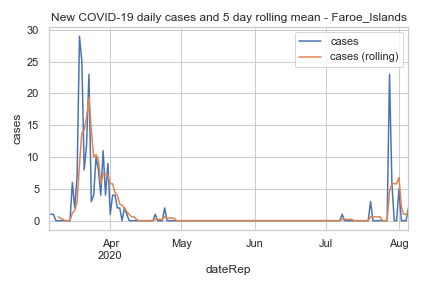 New COVID-19 daily cases and 5 day rolling mean - Faroe_Islands
cases
cases (rolling)
30
25
20
15
10
5
0
cases
Apr
2020
May
Jun
Jul
Aug
dateRep